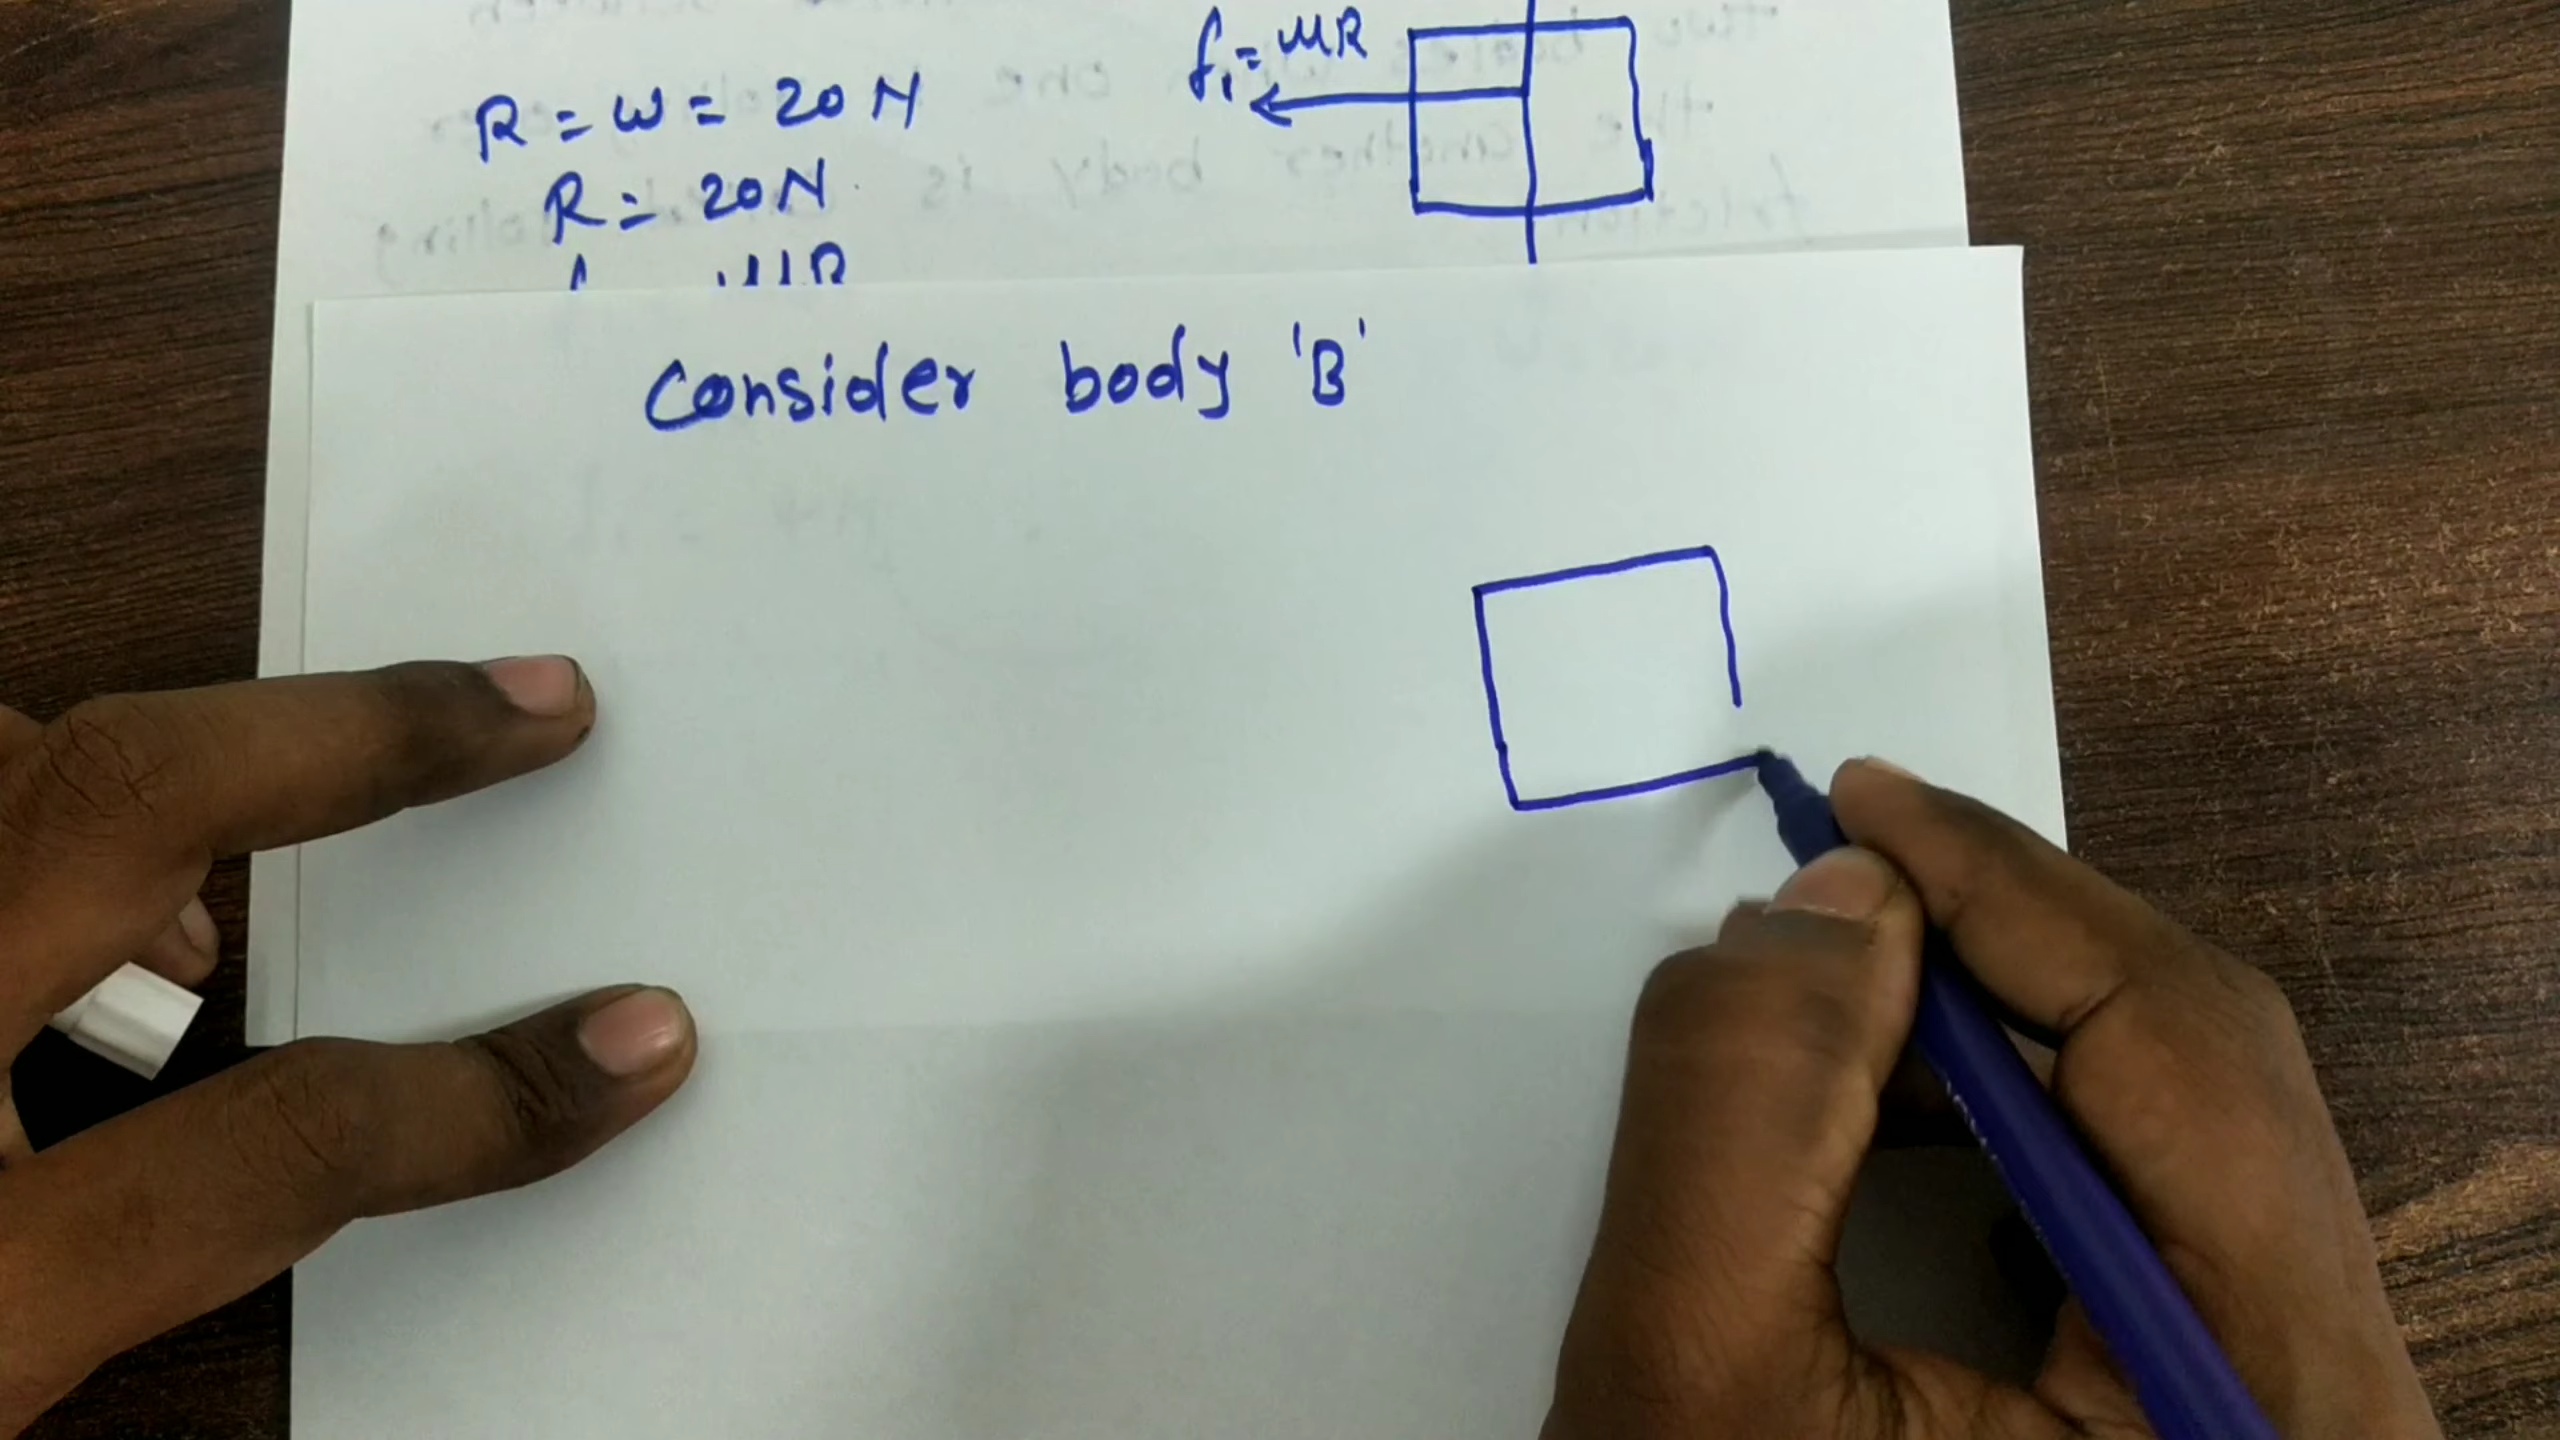 R = W = 20 N
f₁ = μR
R = 20 N
Consider body 'B'